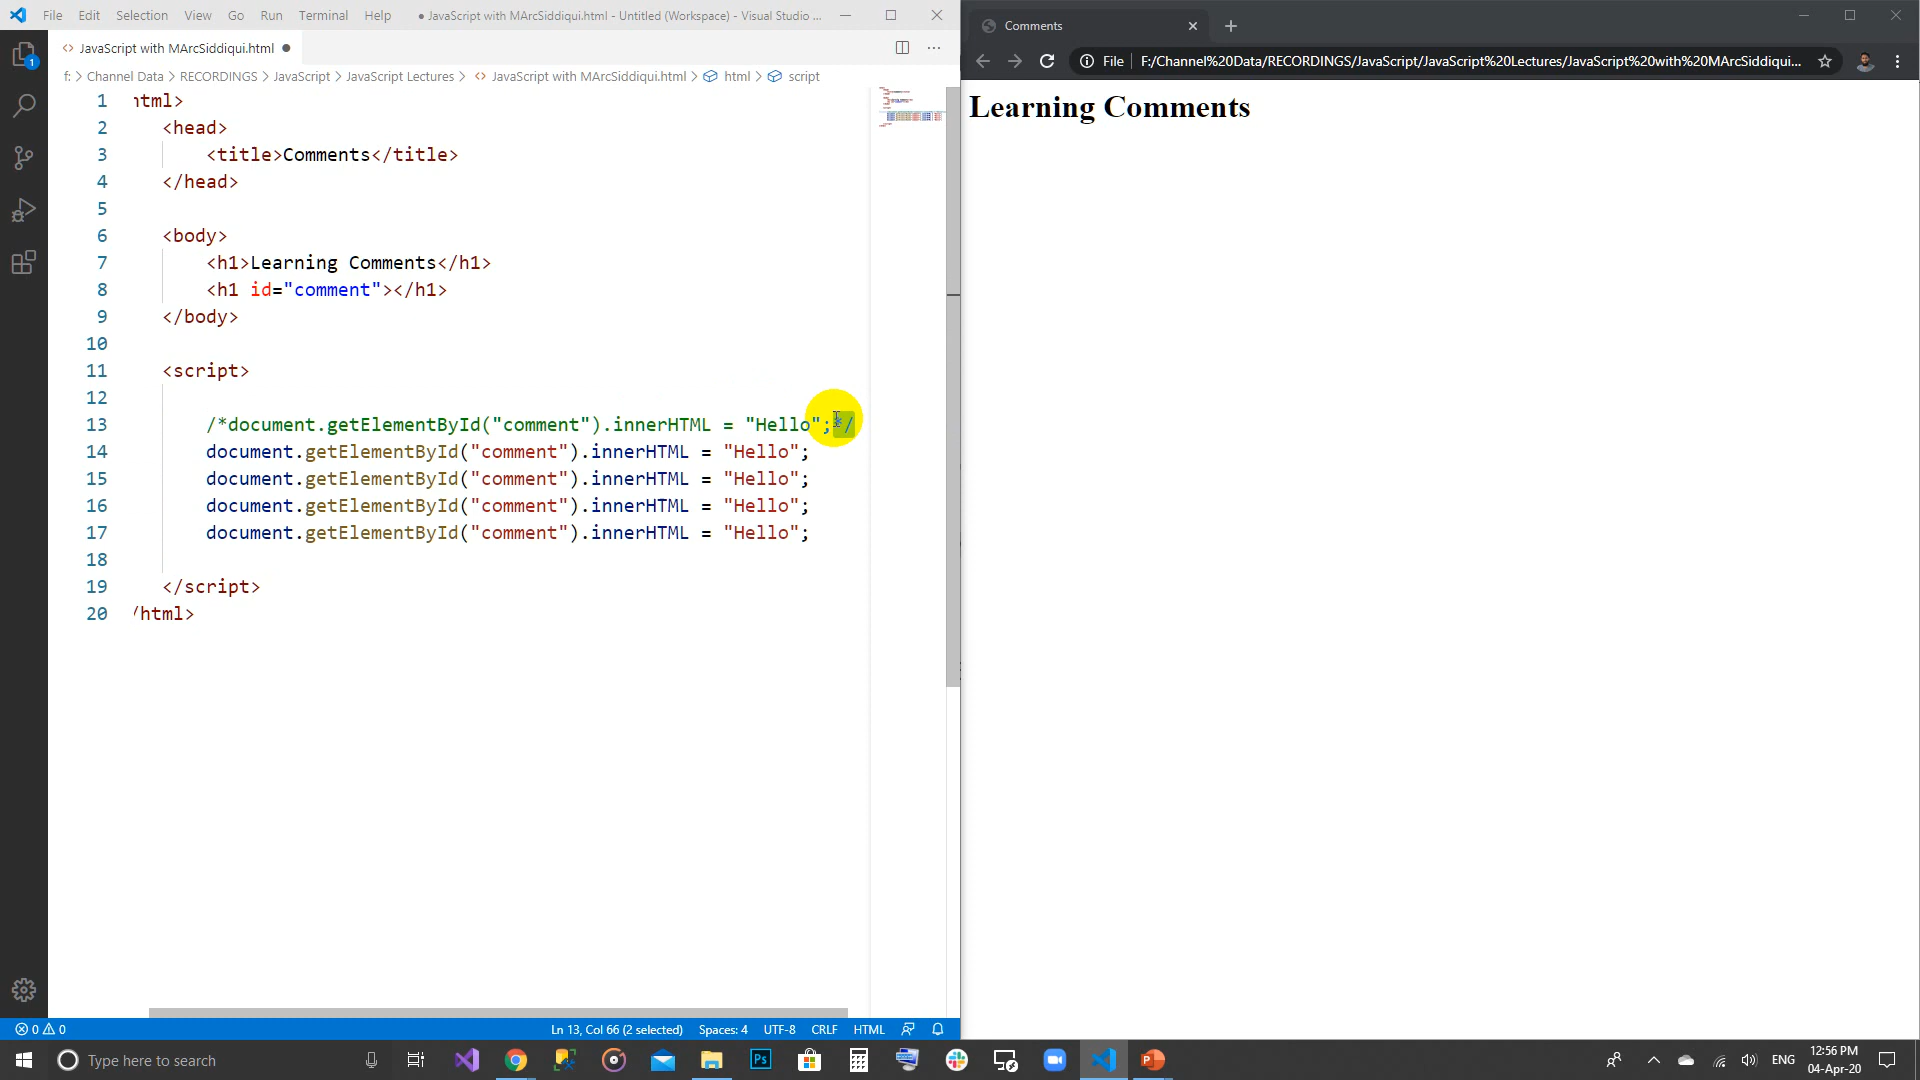 File Edit Selection View Go Run Terminal Help ● JavaScript with MArcSiddiqui.html - Untitled (Workspace) - Visual Studio ...
JavaScript with MArcSiddiqui.html ●
f: > Channel Data > RECORDINGS > JavaScript > JavaScript Lectures > JavaScript with MArcSiddiqui.html > html > script
1 html>
2 <head>
3 <title>Comments</title>
4 </head>
5
6 <body>
7 <h1>Learning Comments</h1>
8 <h1 id="comment"></h1>
9 </body>
10
11 <script>
12
13 /*document.getElementById("comment").innerHTML = "Hello";*/
14 document.getElementById("comment").innerHTML = "Hello";
15 document.getElementById("comment").innerHTML = "Hello";
16 document.getElementById("comment").innerHTML = "Hello";
17 document.getElementById("comment").innerHTML = "Hello";
18
19 </script>
20 /html>
1
0 0 Ln 13, Col 66 (2 selected) Spaces: 4 UTF-8 CRLF HTML
Comments
File F:/Channel%20Data/RECORDINGS/JavaScript/JavaScript%20Lectures/JavaScript%20with%20MArcSiddiqui...
Learning Comments
Type here to search
Ps
ENG
12:56 PM
04-Apr-20